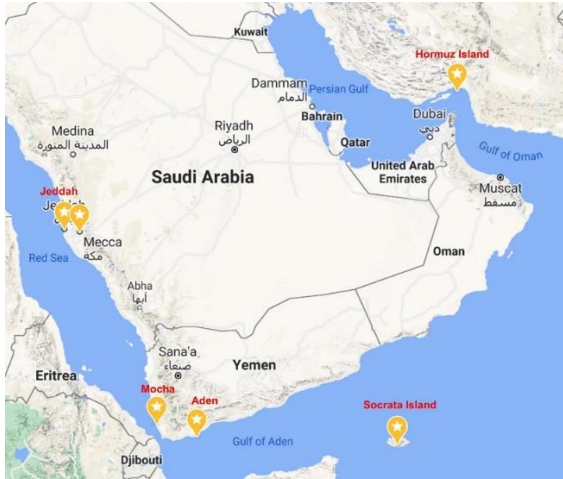 Kuwait
Hormuz Island
Dammam
الدمام
Persian Gulf
Bahrain
Dubai
دبي
Medina
المدينة المنورة
Riyadh
الرياض
Qatar
Gulf of Oman
United Arab
Emirates
Saudi Arabia
Muscat
مسقط
Jeddah
Mecca
مكة
Oman
Red Sea
Abha
أبها
Sana'a
صنعاء
Yemen
Eritrea
Mocha
Aden
Socrata Island
Gulf of Aden
Djibouti